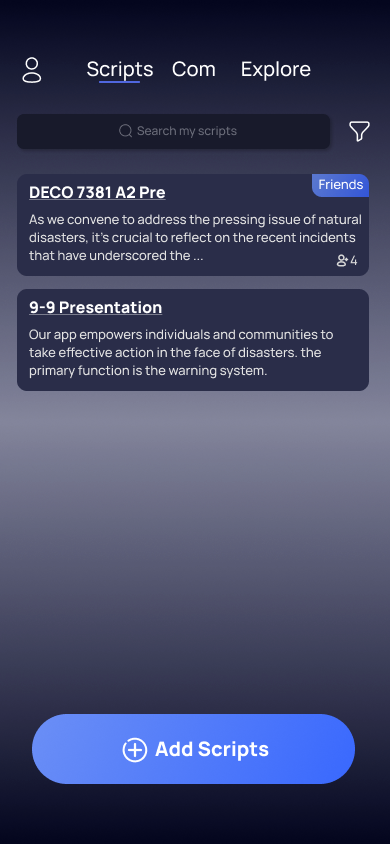 Scripts Com Explore
Search my scripts
Friends
DECO 7381 A2 Pre
As we convene to address the pressing issue of natural
disasters, it's crucial to reflect on the recent incidents
that have underscored the ...
4
9-9 Presentation
Our app empowers individuals and communities to
take effective action in the face of disasters. the
primary function is the warning system.
Add Scripts